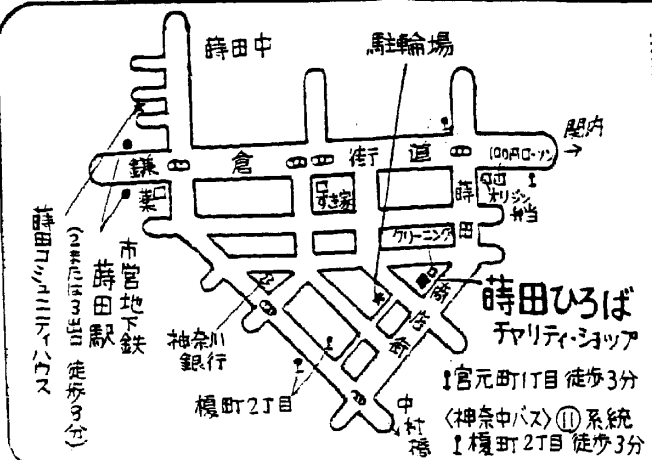 蒔田中
駐輪場
関内
鎌倉街道
100円ローソン
オリジン弁当
薬
すき家
蒔田商店街
クリーニング
蒔田ひろば
チャリティ・ショップ
宮元町1丁目 徒歩3分
〈神奈中バス〉⑪系統
榎町2丁目 徒歩3分
市営地下鉄
蒔田駅
(2または3出口 徒歩3分)
蒔田コミュニティハウス
神奈川
銀行
榎町2丁目
中村橋